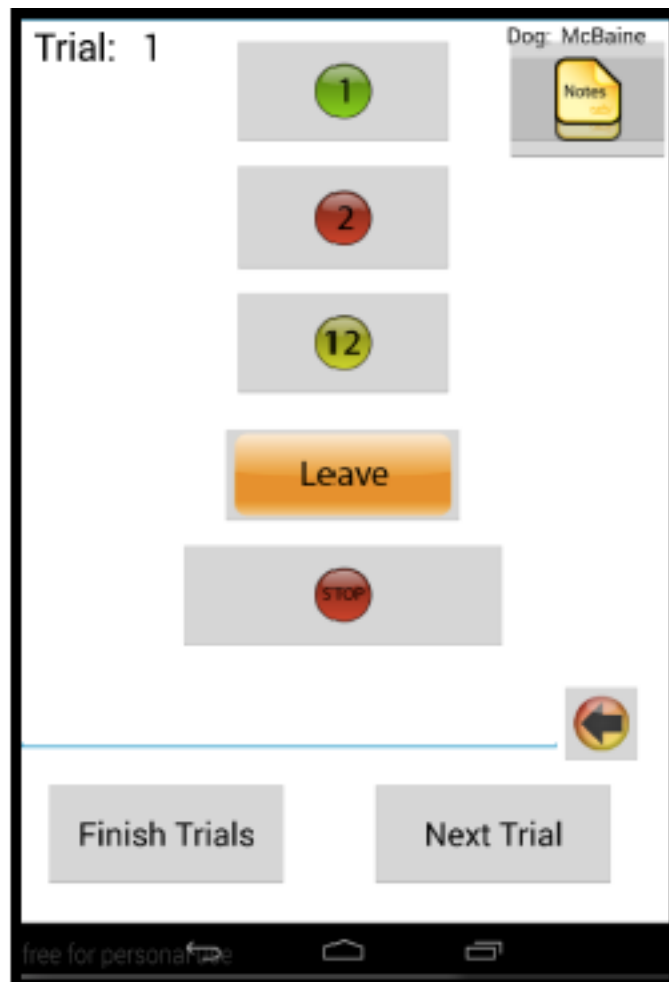 Trial: 1
Dog: McBaine
1
Notes
2
12
Leave
STOP
Finish Trials
Next Trial
free for personal use